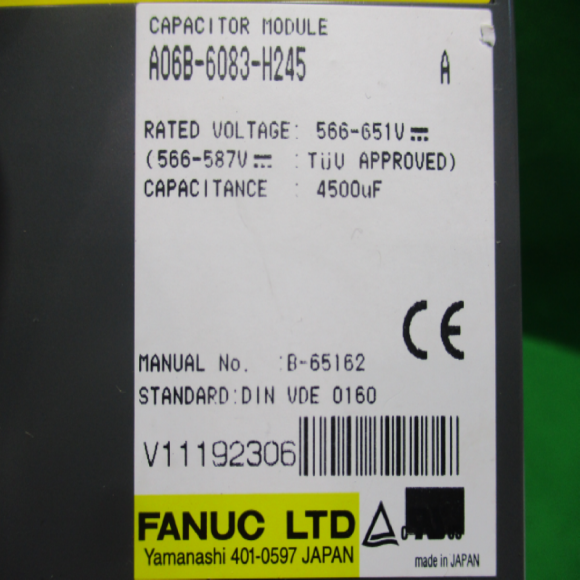 CAPACITOR MODULE
A06B-6083-H245 A
RATED VOLTAGE: 566-651V
(566-587V : TÜV APPROVED)
CAPACITANCE : 4500uF
CE
MANUAL No. :B-65162
STANDARD:DIN VDE 0160
V11192306
FANUC LTD
Yamanashi 401-0597 JAPAN
made in JAPAN